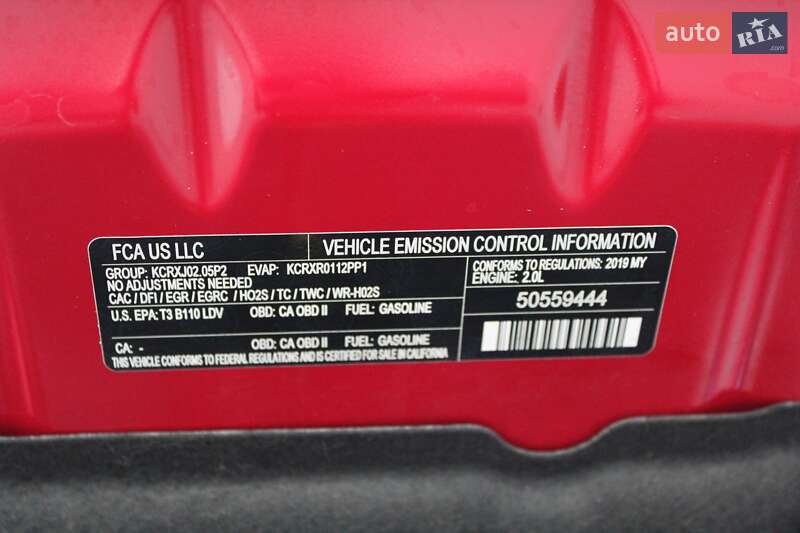 auto RIA.com
FCA US LLC
VEHICLE EMISSION CONTROL INFORMATION
GROUP: KCRXJ02.05P2 EVAP: KCRXR0112PP1
NO ADJUSTMENTS NEEDED
CAC / DFI / EGR / EGRC / HO2S / TC / TWC / WR-HO2S
CONFORMS TO REGULATIONS: 2019 MY
ENGINE: 2.0L
U.S. EPA: T3 B110 LDV OBD: CA OBD II FUEL: GASOLINE
50559444
CA: - OBD: CA OBD II FUEL: GASOLINE
THIS VEHICLE CONFORMS TO FEDERAL REGULATIONS AND IS CERTIFIED FOR SALE IN CALIFORNIA